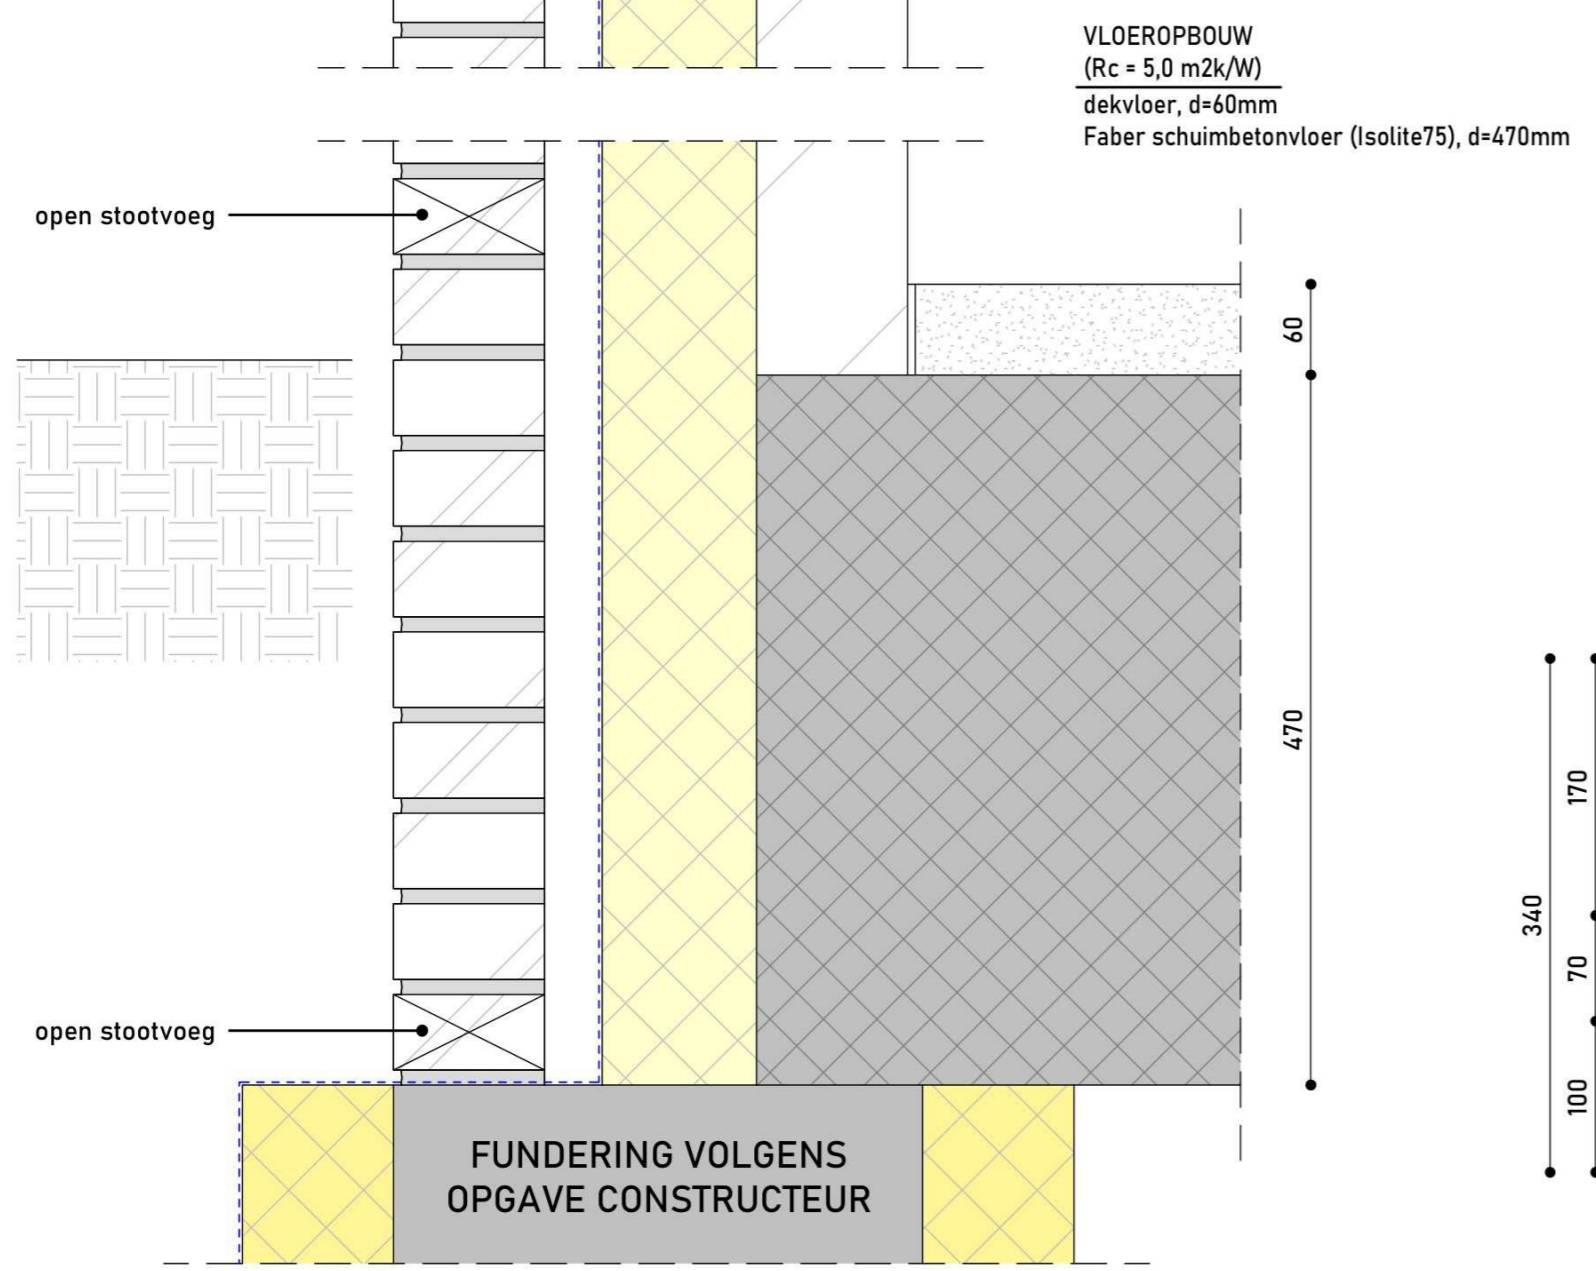 VLOEROPBOUW
(Rc = 5,0 m2k/W)
dekvloer, d=60mm
Faber schuimbetonvloer (Isolite75), d=470mm
open stootvoeg
60
470
170
340
70
open stootvoeg
100
FUNDERING VOLGENS
OPGAVE CONSTRUCTEUR